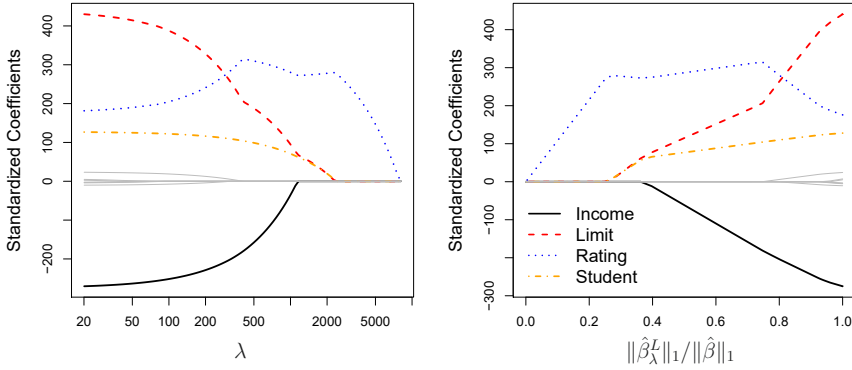 Standardized Coefficients
400
300
200
100
0
-200
20 50 100 200 500 2000 5000
λ
Standardized Coefficients
400
300
200
100
0
-100
-300
Income
Limit
Rating
Student
0.0 0.2 0.4 0.6 0.8 1.0
‖β̂λᴸ‖₁/‖β̂‖₁